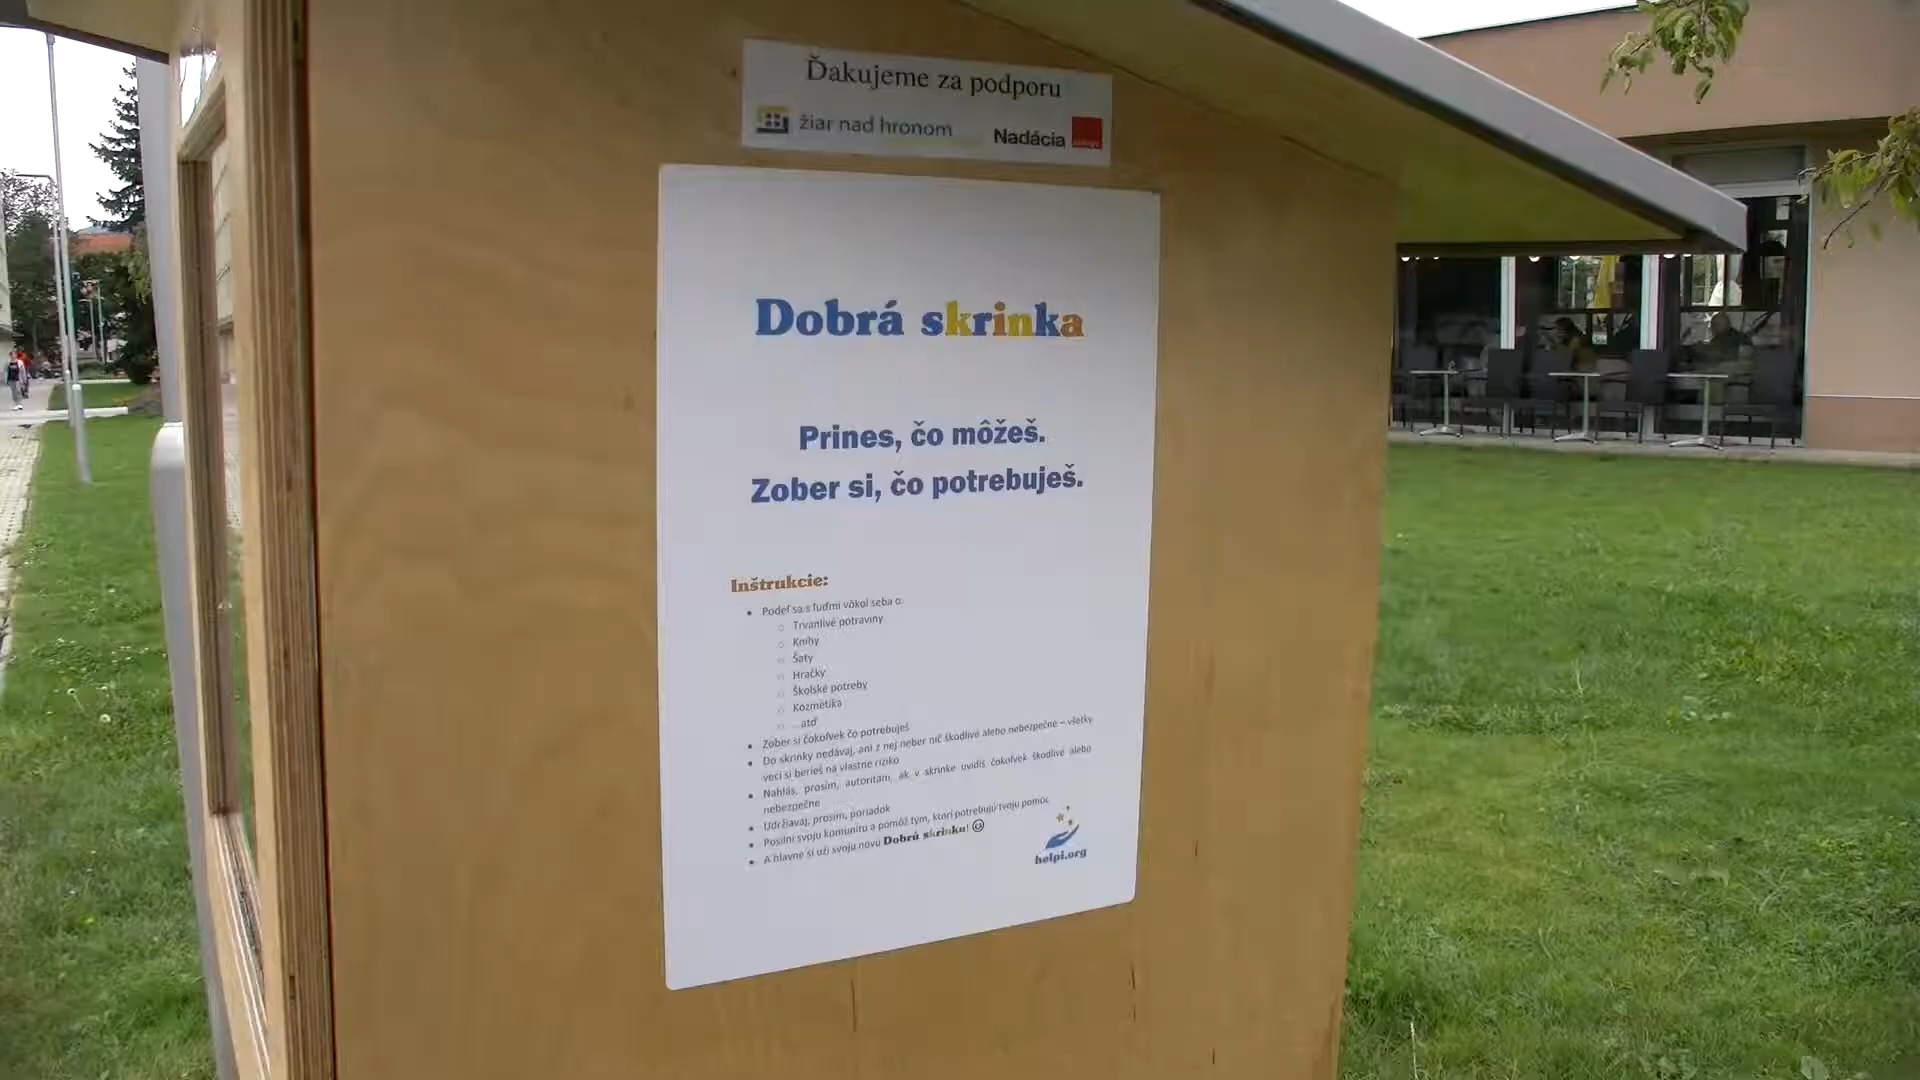 Ďakujeme za podporu
žiar nad hronom
Nadácia
Dobrá skrinka
Prines, čo môžeš.
Zober si, čo potrebuješ.
Inštrukcie:
Podeľ sa s ľuďmi vôkol seba o:
Trvanlivé potraviny
Knihy
Šaty
Hračky
Školské potreby
Kozmetika
...atď
Zober si čokoľvek čo potrebuješ
Do skrinky nedávaj, ani z nej neber nič škodlivé alebo nebezpečné – všetky
veci si berieš na vlastné riziko
Nahlás, prosím, autoritám, ak v skrinke uvidíš čokoľvek škodlivé alebo
nebezpečné
Udržiavaj, prosím, poriadok
Posilni svoju komunitu a pomôž tým, ktorí potrebujú tvoju pomoc
A hlavne si uži svoju novú Dobrú skrinku! ☺
helpi.org